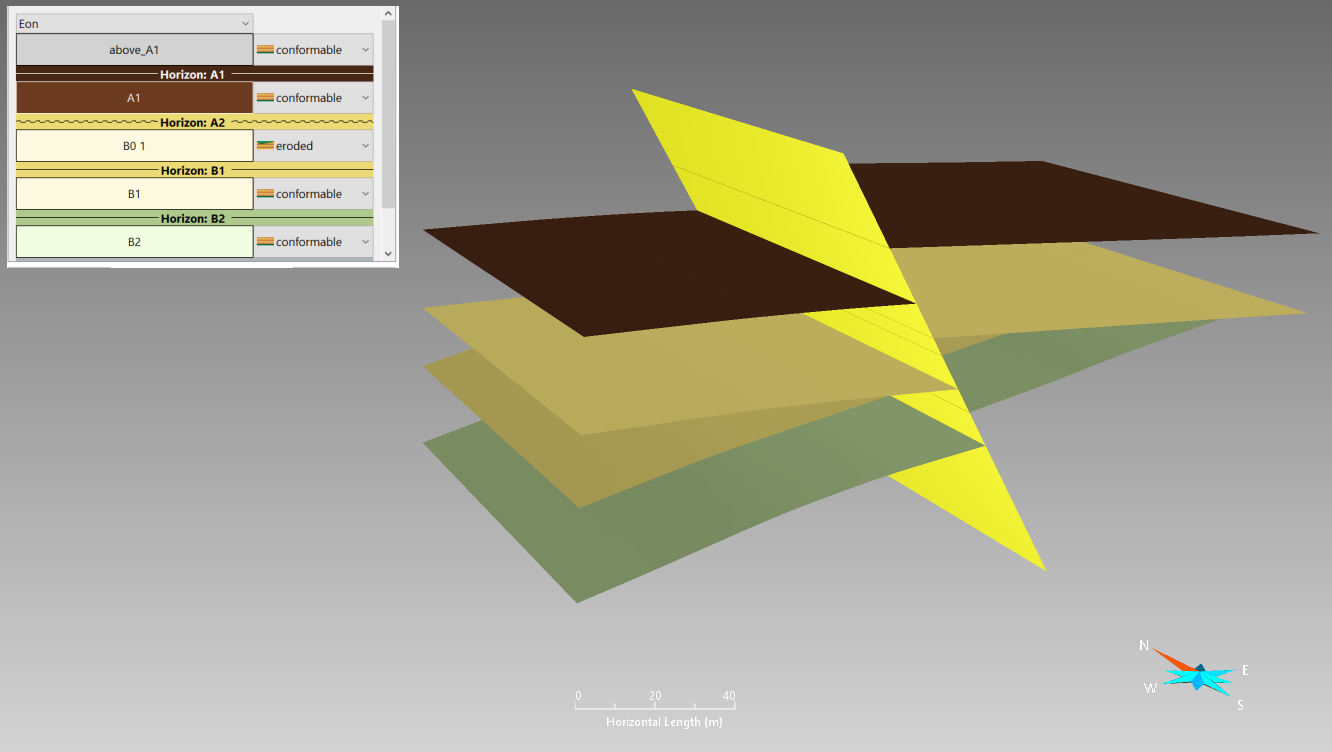 Eon
above_A1 conformable
Horizon: A1
A1 conformable
Horizon: A2
B0 1 eroded
Horizon: B1
B1 conformable
Horizon: B2
B2 conformable
N
E
W
S
0 20 40
Horizontal Length (m)